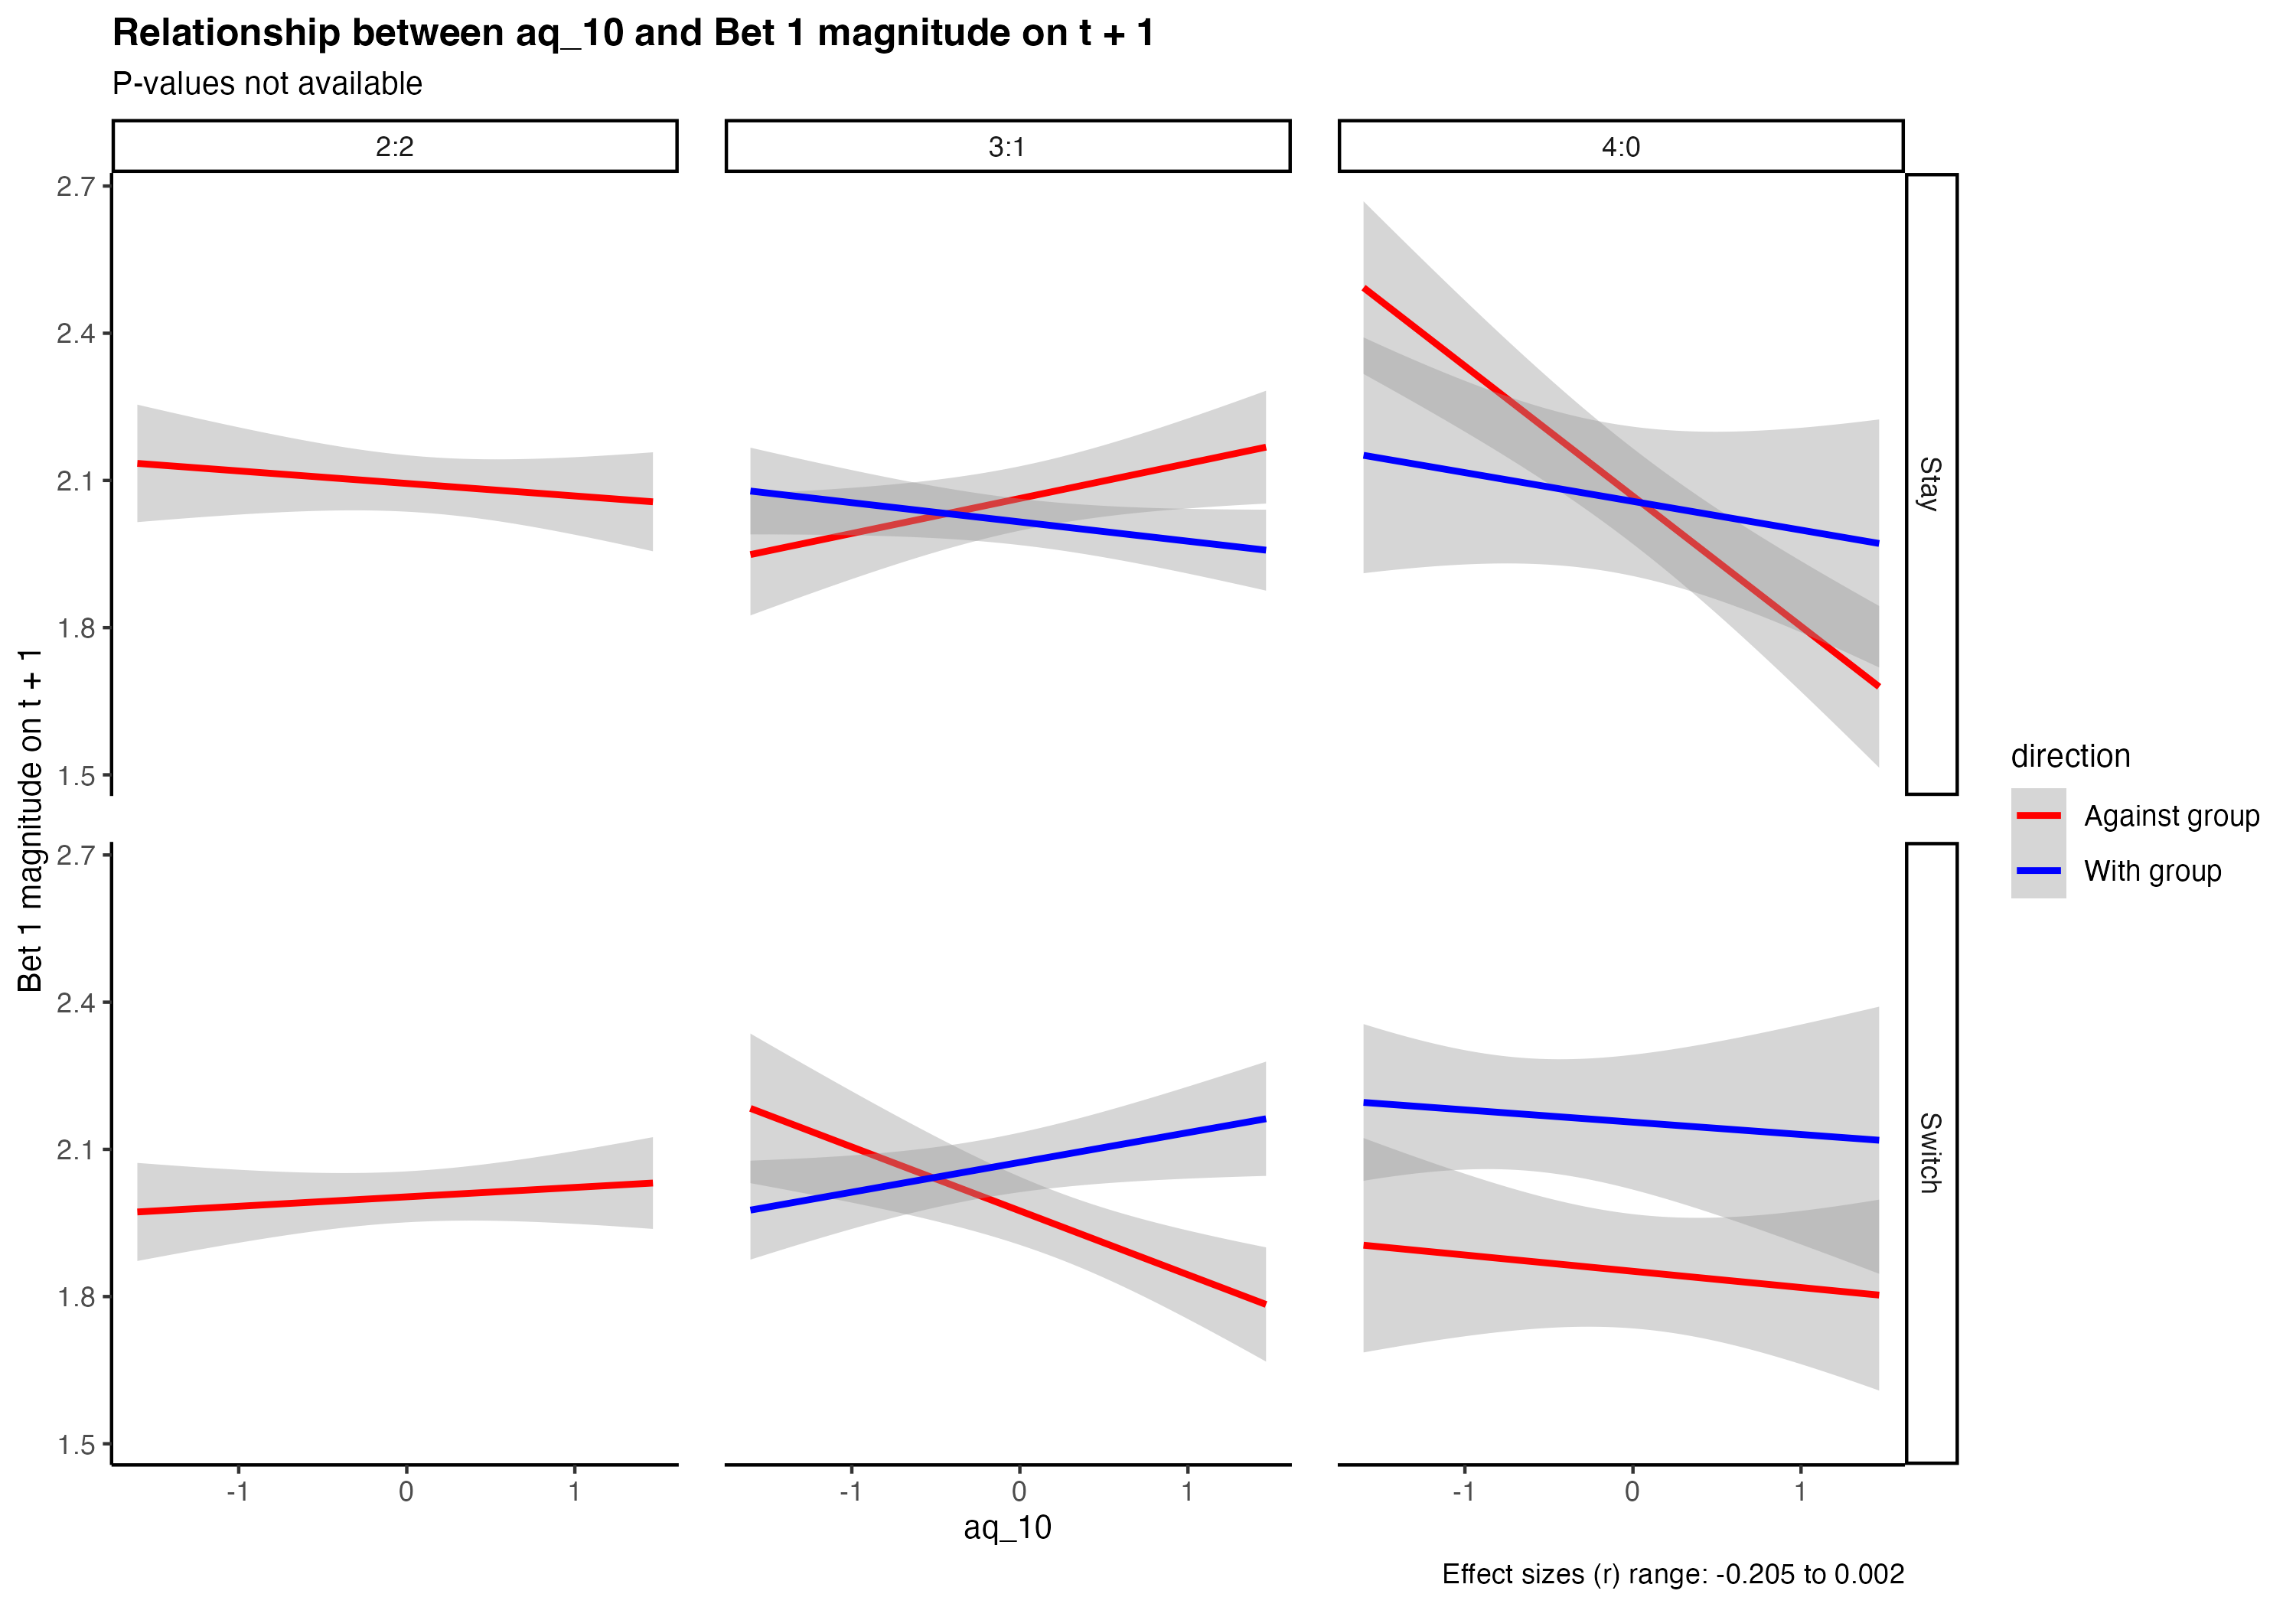 Relationship between aq_10 and Bet 1 magnitude on t + 1
P-values not available
2:2
3:1
4:0
2.7
2.4
2.1
1.8
1.5
Stay
Bet 1 magnitude on t + 1
2.7
2.4
2.1
1.8
1.5
Switch
direction
Against group
With group
-1 0 1
-1 0 1
-1 0 1
aq_10
Effect sizes (r) range: -0.205 to 0.002